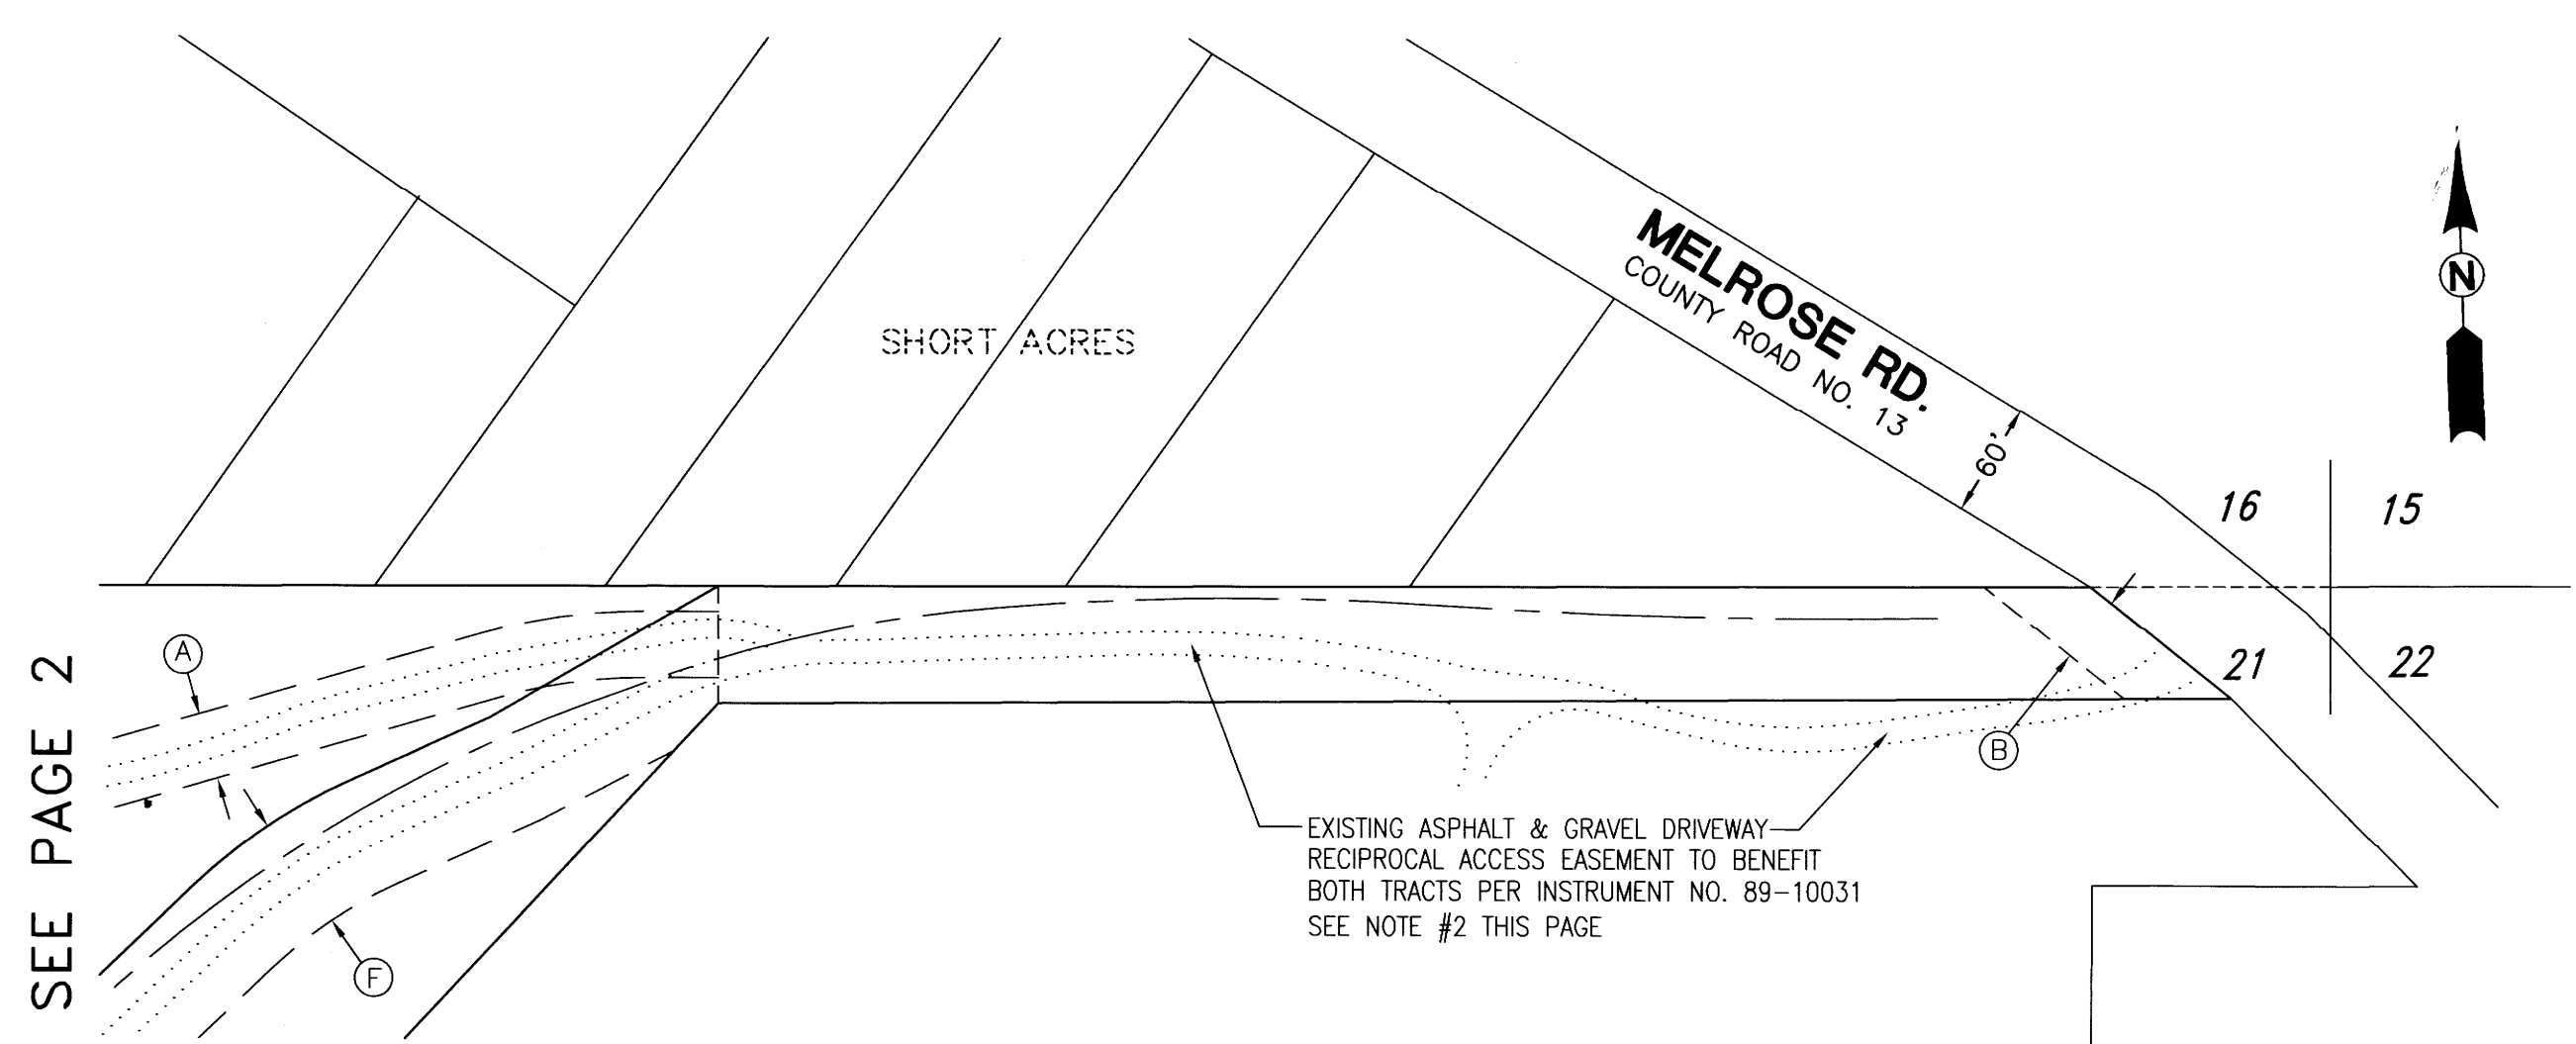 MELROSE RD.
COUNTY ROAD NO. 13
SHORT ACRES
N
60'
16
15
21
22
A
B
F
SEE PAGE 2
EXISTING ASPHALT & GRAVEL DRIVEWAY
RECIPROCAL ACCESS EASEMENT TO BENEFIT
BOTH TRACTS PER INSTRUMENT NO. 89-10031
SEE NOTE #2 THIS PAGE